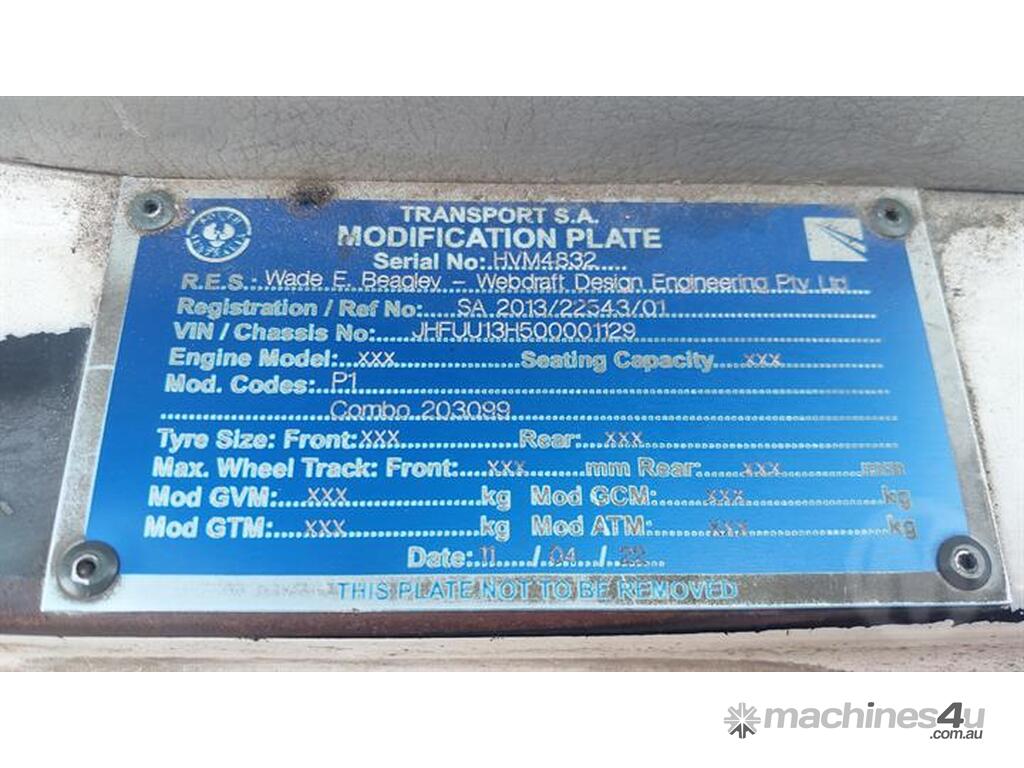 TRANSPORT S.A.
MODIFICATION PLATE
Serial No:.HVM4832.....
R.E.S.: Wade E. Beagley - Webdraft Design Engineering Pty Ltd
Registration / Ref No:..... SA 2013/22543/01
VIN / Chassis No:..... JHFUU13H500001129
Engine Model:..xxx..........Seating Capacity...xxx....
Mod. Codes:..P1
Combo 203099
Tyre Size: Front:xxx..........Rear:..xxx
Max. Wheel Track: Front:...xxx......mm Rear:.....xxx......mm
Mod GVM:....xxx..........kg Mod GCM:.....xxx..........kg
Mod GTM:....xxx..........kg Mod ATM:.....xxx..........kg
Date:.11..../.04../.22...
THIS PLATE NOT TO BE REMOVED
machines4u
.com.au